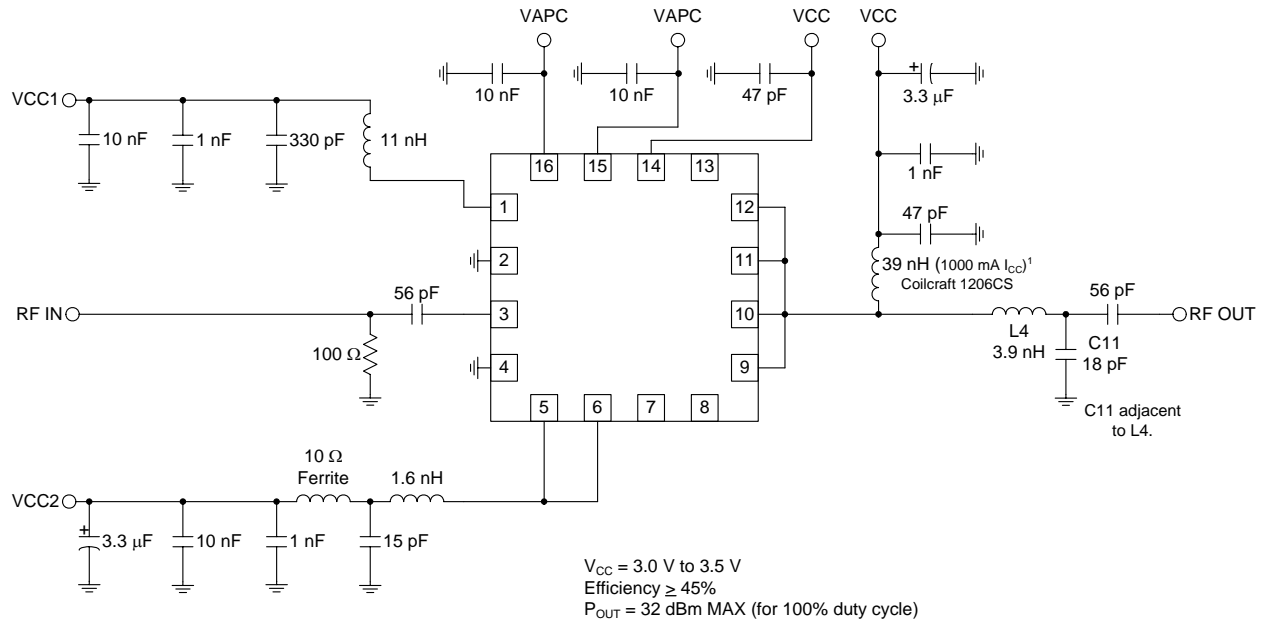 VAPC
VAPC
VCC
VCC
10 nF
10 nF
47 pF
+
3.3 μF
VCC1
10 nF
1 nF
330 pF
11 nH
16
15
14
13
1 nF
1
12
47 pF
2
11
39 nH (1000 mA ICC)1
Coilcraft 1206CS
56 pF
56 pF
RF IN
3
10
RF OUT
L4
3.9 nH
C11
18 pF
100 Ω
4
9
5
6
7
8
C11 adjacent
to L4.
10 Ω
Ferrite
1.6 nH
VCC2
+
3.3 μF
10 nF
1 nF
15 pF
VCC = 3.0 V to 3.5 V
Efficiency ≥ 45%
POUT = 32 dBm MAX (for 100% duty cycle)